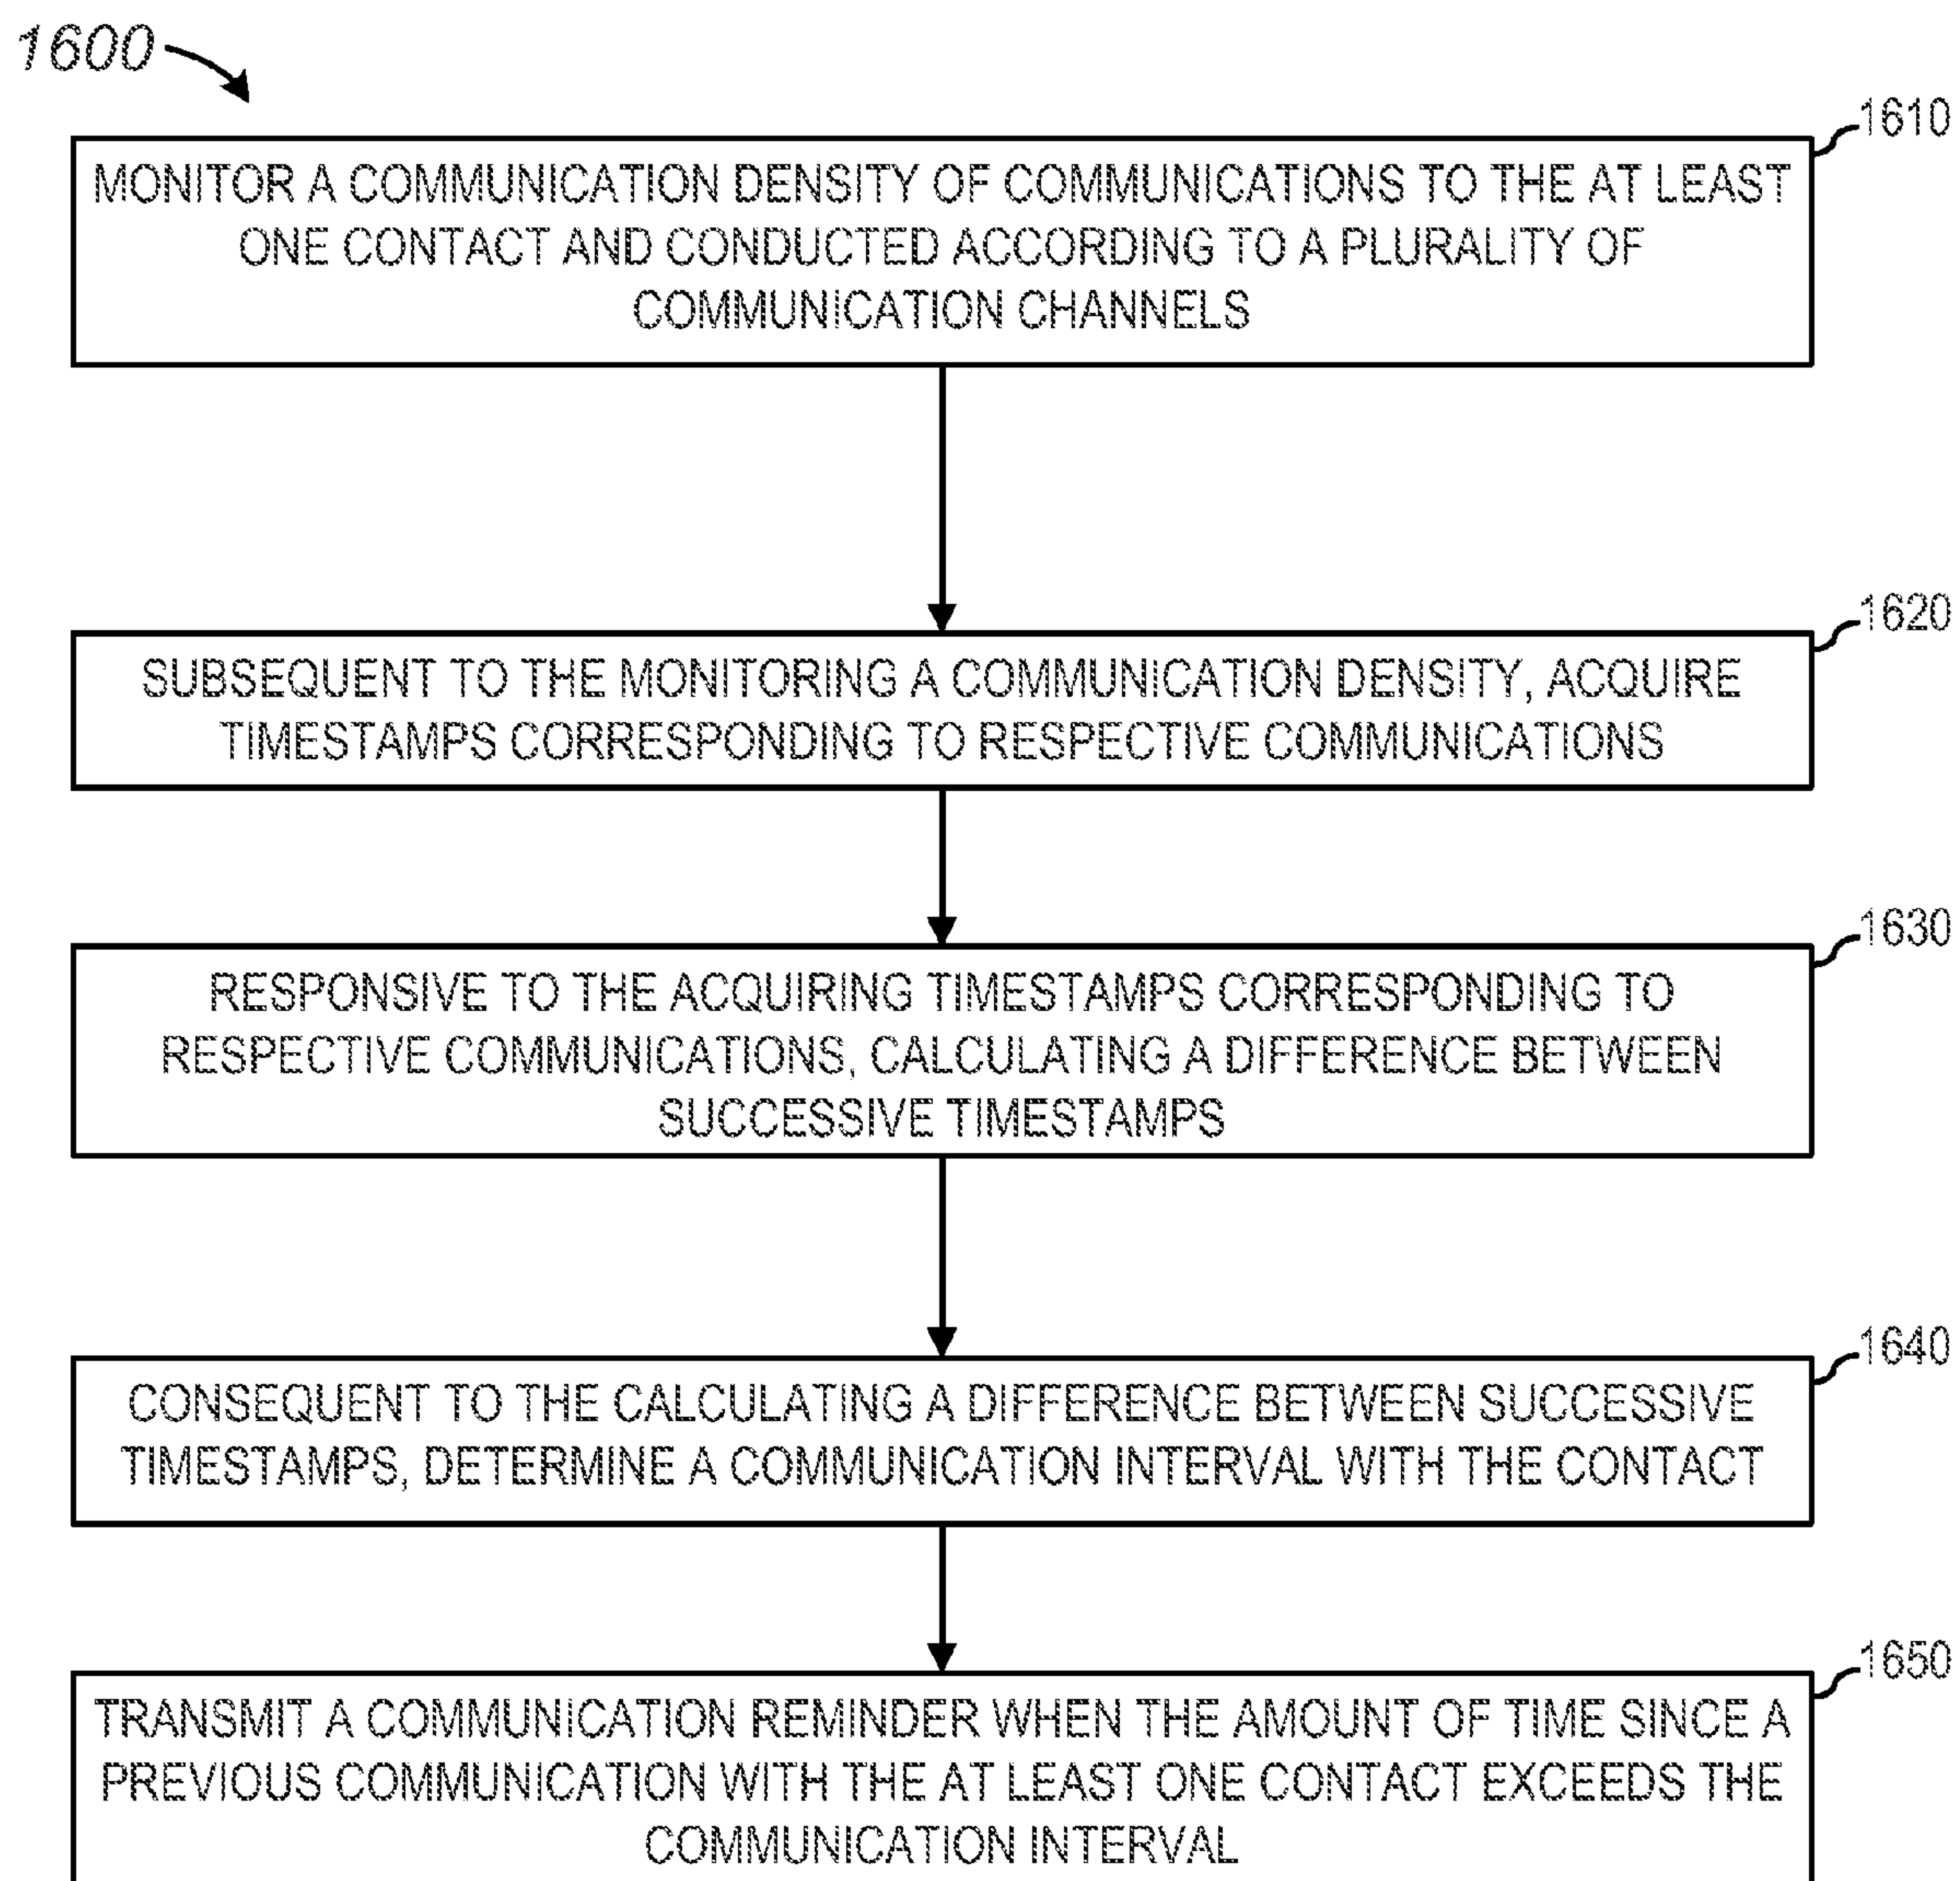 1600
1610
MONITOR A COMMUNICATION DENSITY OF COMMUNICATIONS TO THE AT LEAST
ONE CONTACT AND CONDUCTED ACCORDING TO A PLURALITY OF
COMMUNICATION CHANNELS
1620
SUBSEQUENT TO THE MONITORING A COMMUNICATION DENSITY, ACQUIRE
TIMESTAMPS CORRESPONDING TO RESPECTIVE COMMUNICATIONS
1630
RESPONSIVE TO THE ACQUIRING TIMESTAMPS CORRESPONDING TO
RESPECTIVE COMMUNICATIONS, CALCULATING A DIFFERENCE BETWEEN
SUCCESSIVE TIMESTAMPS
1640
CONSEQUENT TO THE CALCULATING A DIFFERENCE BETWEEN SUCCESSIVE
TIMESTAMPS, DETERMINE A COMMUNICATION INTERVAL WITH THE CONTACT
1650
TRANSMIT A COMMUNICATION REMINDER WHEN THE AMOUNT OF TIME SINCE A
PREVIOUS COMMUNICATION WITH THE AT LEAST ONE CONTACT EXCEEDS THE
COMMUNICATION INTERVAL